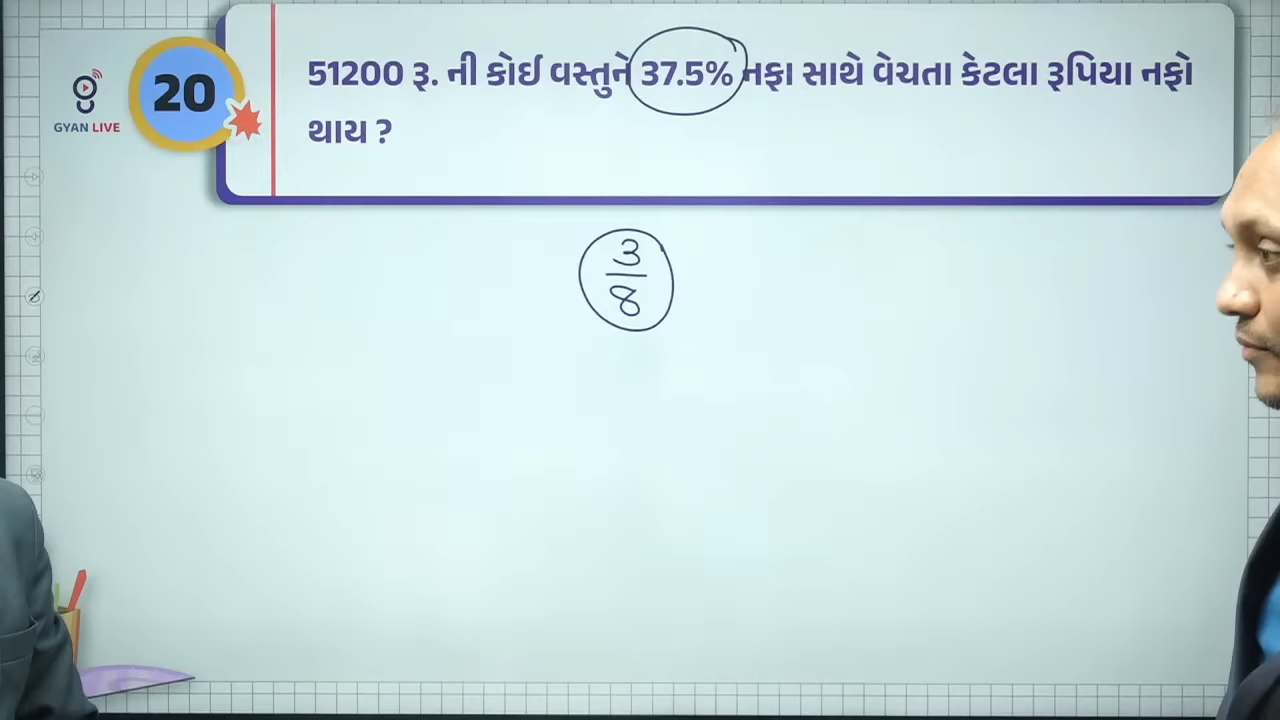 20
51200 રૂ. ની કોઈ વસ્તુને 37.5% નફા સાથે વેચતા કેટલા રૂપિયા નફો
થાય ?
GYAN LIVE
3
8